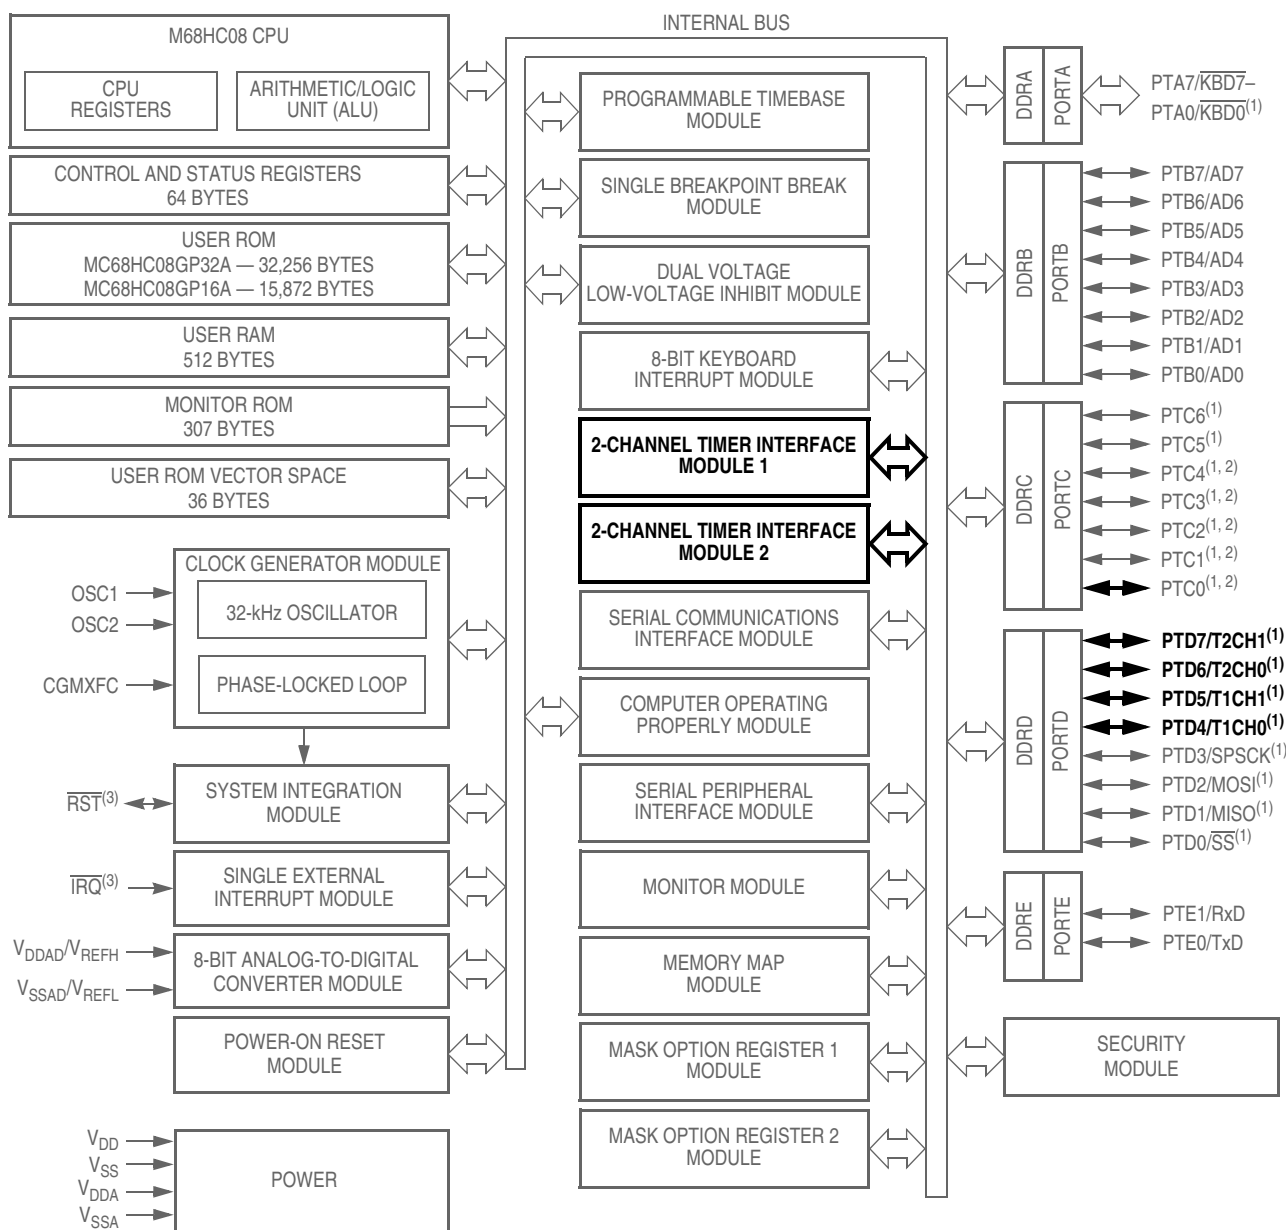 INTERNAL BUS
M68HC08 CPU
CPU
REGISTERS
ARITHMETIC/LOGIC
UNIT (ALU)
CONTROL AND STATUS REGISTERS
64 BYTES
USER ROM
MC68HC08GP32A — 32,256 BYTES
MC68HC08GP16A — 15,872 BYTES
USER RAM
512 BYTES
MONITOR ROM
307 BYTES
USER ROM VECTOR SPACE
36 BYTES
CLOCK GENERATOR MODULE
32-kHz OSCILLATOR
PHASE-LOCKED LOOP
OSC1
OSC2
CGMXFC
SYSTEM INTEGRATION
MODULE
RST(3)
SINGLE EXTERNAL
INTERRUPT MODULE
IRQ(3)
8-BIT ANALOG-TO-DIGITAL
CONVERTER MODULE
VDDAD/VREFH
VSSAD/VREFL
POWER-ON RESET
MODULE
POWER
VDD
VSS
VDDA
VSSA
PROGRAMMABLE TIMEBASE
MODULE
SINGLE BREAKPOINT BREAK
MODULE
DUAL VOLTAGE
LOW-VOLTAGE INHIBIT MODULE
8-BIT KEYBOARD
INTERRUPT MODULE
2-CHANNEL TIMER INTERFACE
MODULE 1
2-CHANNEL TIMER INTERFACE
MODULE 2
SERIAL COMMUNICATIONS
INTERFACE MODULE
COMPUTER OPERATING
PROPERLY MODULE
SERIAL PERIPHERAL
INTERFACE MODULE
MONITOR MODULE
MEMORY MAP
MODULE
MASK OPTION REGISTER 1
MODULE
MASK OPTION REGISTER 2
MODULE
DDRA
PORTA
PTA7/KBD7–
PTA0/KBD0(1)
DDRB
PORTB
PTB7/AD7
PTB6/AD6
PTB5/AD5
PTB4/AD4
PTB3/AD3
PTB2/AD2
PTB1/AD1
PTB0/AD0
DDRC
PORTC
PTC6(1)
PTC5(1)
PTC4(1, 2)
PTC3(1, 2)
PTC2(1, 2)
PTC1(1, 2)
PTC0(1, 2)
DDRD
PORTD
PTD7/T2CH1(1)
PTD6/T2CH0(1)
PTD5/T1CH1(1)
PTD4/T1CH0(1)
PTD3/SPSCK(1)
PTD2/MOSI(1)
PTD1/MISO(1)
PTD0/SS(1)
DDRE
PORTE
PTE1/RxD
PTE0/TxD
SECURITY
MODULE